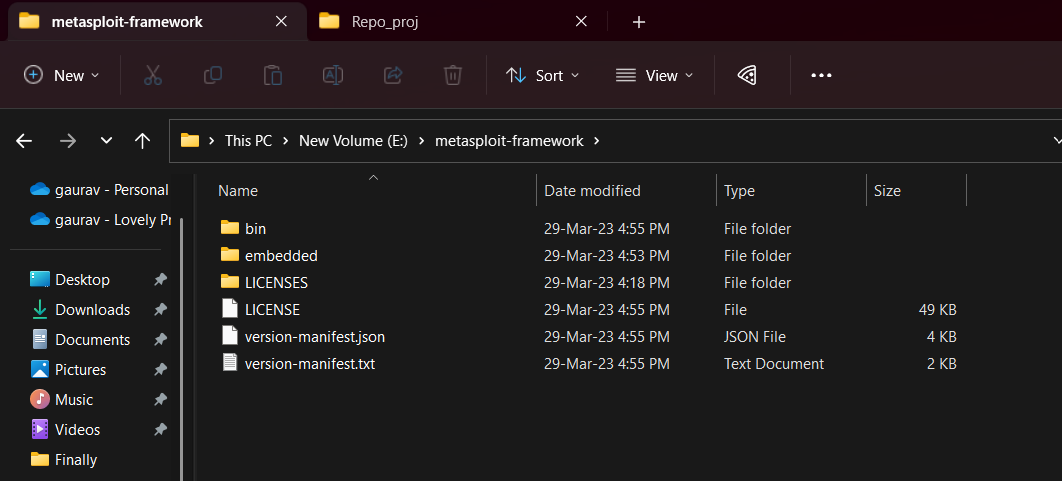 metasploit-framework Repo_proj
New Sort View
This PC New Volume (E:) metasploit-framework
gaurav - Personal
gaurav - Lovely Pr
Desktop
Downloads
Documents
Pictures
Music
Videos
Finally
Name Date modified Type Size
bin 29-Mar-23 4:55 PM File folder
embedded 29-Mar-23 4:53 PM File folder
LICENSES 29-Mar-23 4:18 PM File folder
LICENSE 29-Mar-23 4:55 PM File 49 KB
version-manifest.json 29-Mar-23 4:55 PM JSON File 4 KB
version-manifest.txt 29-Mar-23 4:55 PM Text Document 2 KB